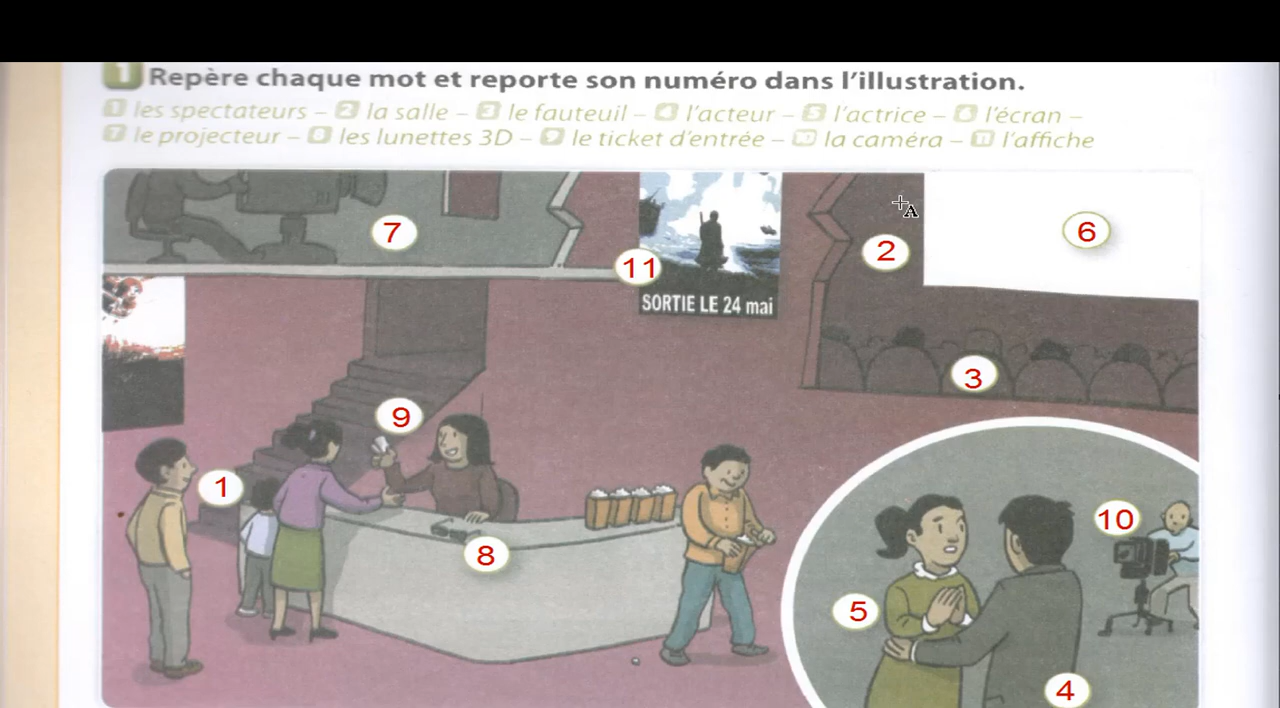 1 Repère chaque mot et reporte son numéro dans l'illustration.
1 les spectateurs – 2 la salle – 3 le fauteuil – 4 l'acteur – 5 l'actrice – 6 l'écran –
7 le projecteur – 8 les lunettes 3D – 9 le ticket d'entrée – 10 la caméra – 11 l'affiche
7
2
6
11
SORTIE LE 24 mai
3
9
1
10
8
5
4
A